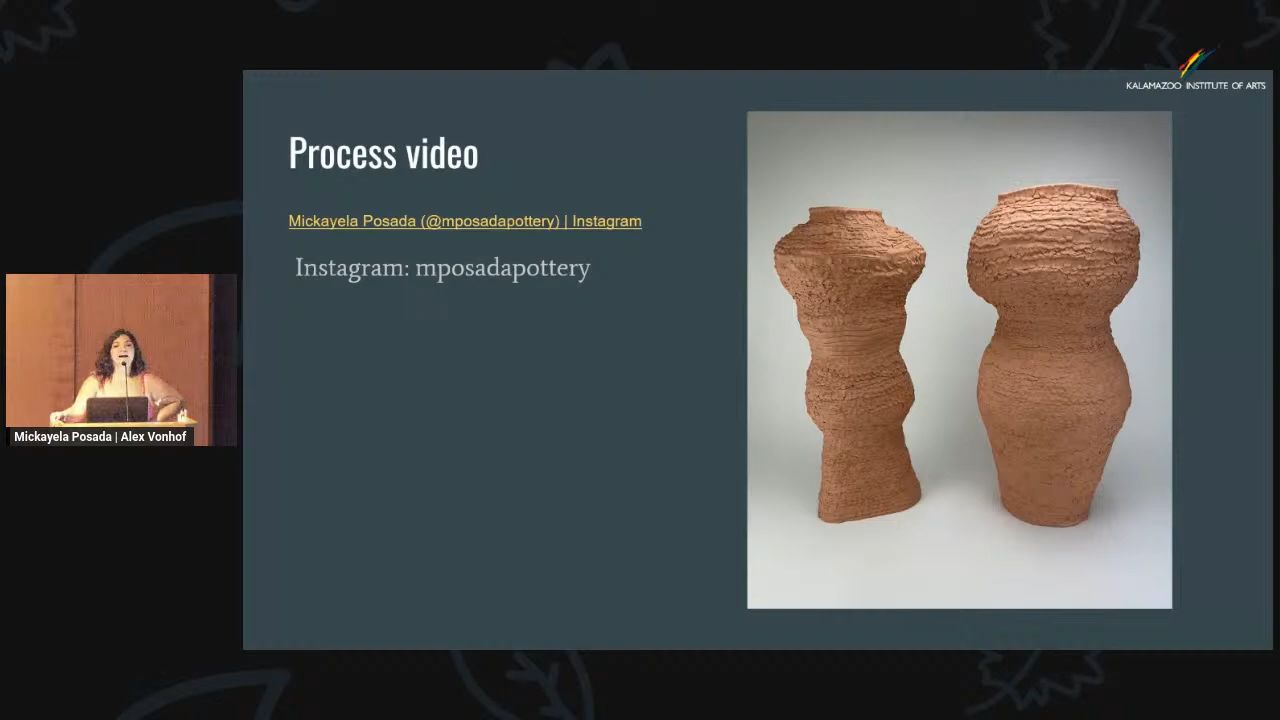 KALAMAZOO INSTITUTE OF ARTS
Process video
Mickayela Posada (@mposadapottery) | Instagram
Instagram: mposadapottery
Mickayela Posada | Alex Vonhof